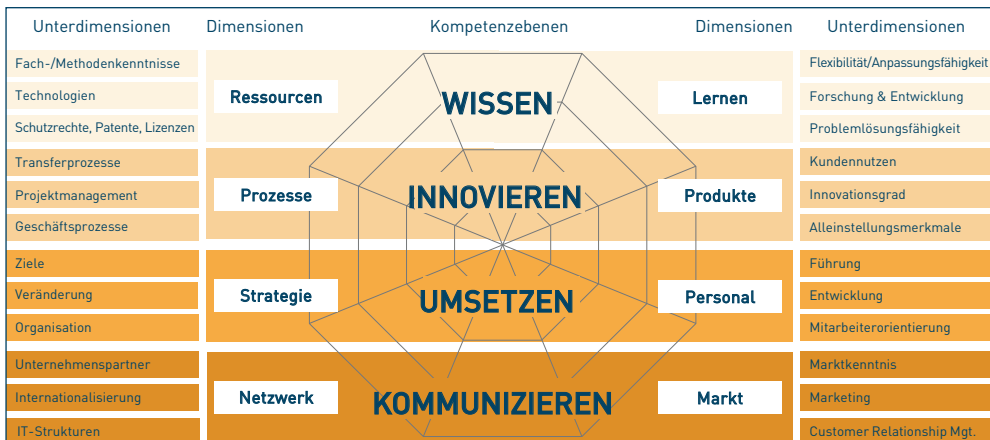 Unterdimensionen Dimensionen Kompetenzebenen Dimensionen Unterdimensionen
Fach-/Methodenkenntnisse Flexibilität/Anpassungsfähigkeit
Technologien Ressourcen WISSEN Lernen Forschung & Entwicklung
Schutzrechte, Patente, Lizenzen Problemlösungsfähigkeit
Transferprozesse Kundennutzen
Projektmanagement Prozesse INNOVIEREN Produkte Innovationsgrad
Geschäftsprozesse Alleinstellungsmerkmale
Ziele Führung
Veränderung Strategie UMSETZEN Personal Entwicklung
Organisation Mitarbeiterorientierung
Unternehmenspartner Marktkenntnis
Internationalisierung Netzwerk KOMMUNIZIEREN Markt Marketing
IT-Strukturen Customer Relationship Mgt.